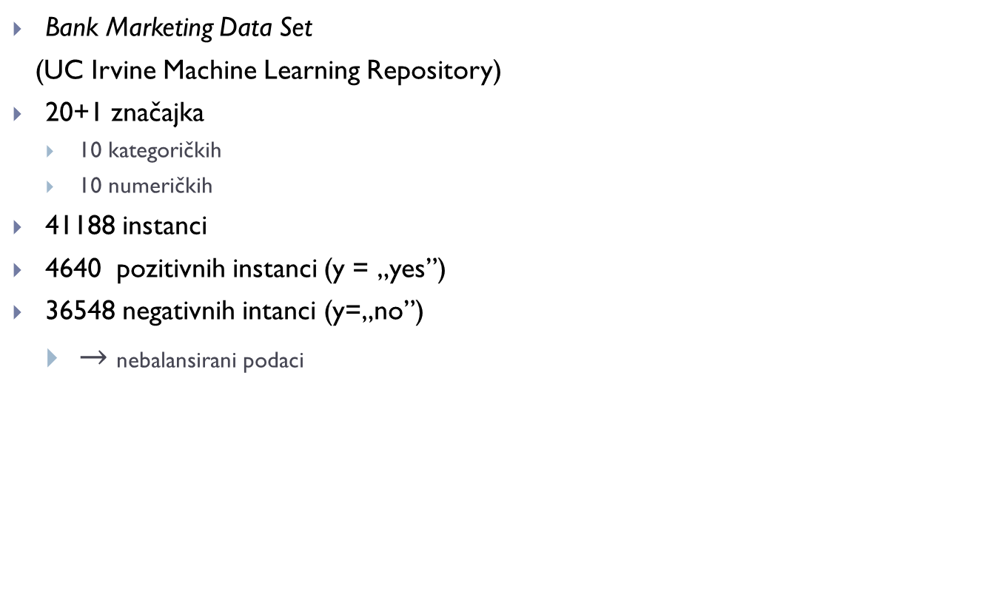 Bank Marketing Data Set
(UC Irvine Machine Learning Repository)
20+1 značajka
10 kategoričkih
10 numeričkih
41188 instanci
4640  pozitivnih instanci (y = „yes”)
36548 negativnih intanci (y=„no”)
→ nebalansirani podaci